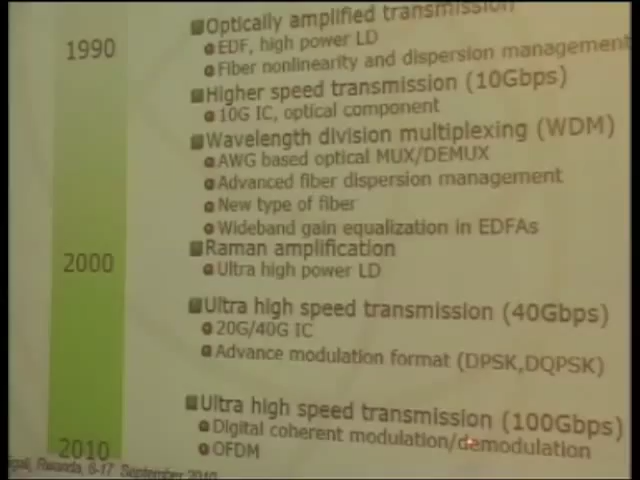 1990
Optically amplified transmission
EDF, high power LD
Fiber nonlinearity and dispersion management
Higher speed transmission (10Gbps)
10G IC, optical component
Wavelength division multiplexing (WDM)
AWG based optical MUX/DEMUX
Advanced fiber dispersion management
New type of fiber
Wideband gain equalization in EDFAs
2000
Raman amplification
Ultra high power LD
Ultra high speed transmission (40Gbps)
20G/40G IC
Advance modulation format (DPSK,DQPSK)
Ultra high speed transmission (100Gbps)
Digital coherent modulation/demodulation
2010
OFDM
Rwanda, 6-17 September 2010